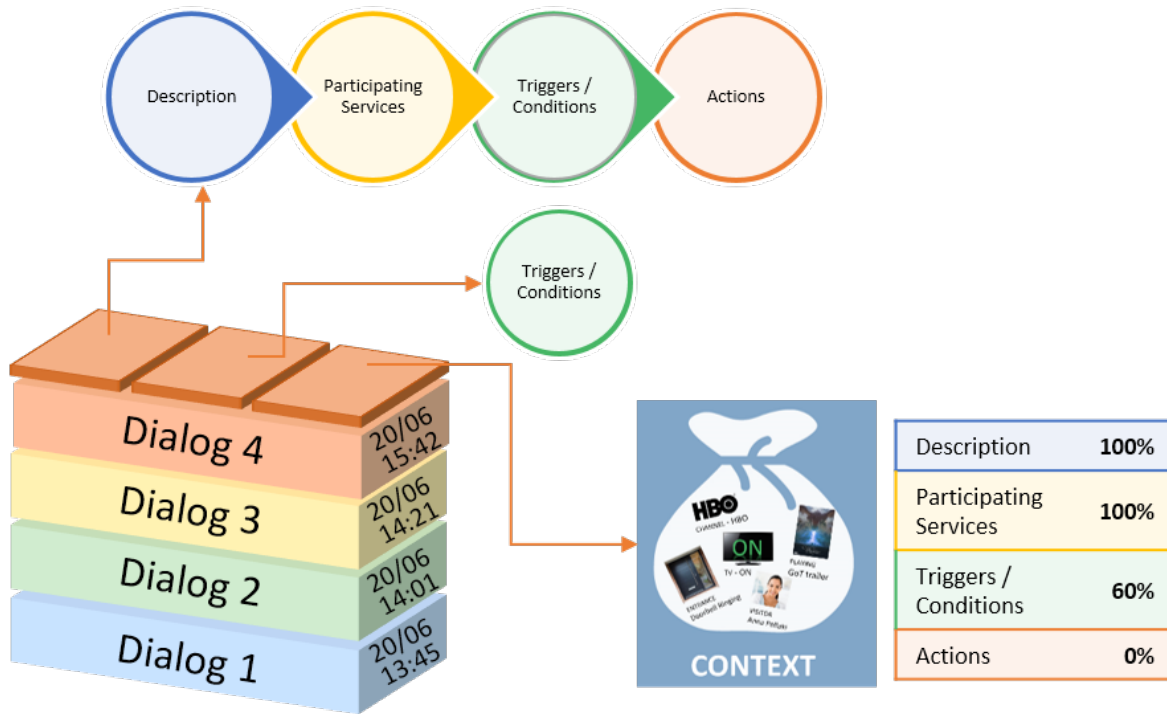 Description
Participating
Services
Triggers /
Conditions
Actions
Triggers /
Conditions
Dialog 4
20/06
15:42
Dialog 3
20/06
14:21
Dialog 2
20/06
14:01
Dialog 1
20/06
13:45
HBO
CHANNEL - HBO
ON
TV - ON
PLAYING
GoT trailer
ENTRANCE
Doorbell Ringing
VISITOR
Anna
CONTEXT
Description 100%
Participating
Services 100%
Triggers /
Conditions 60%
Actions 0%